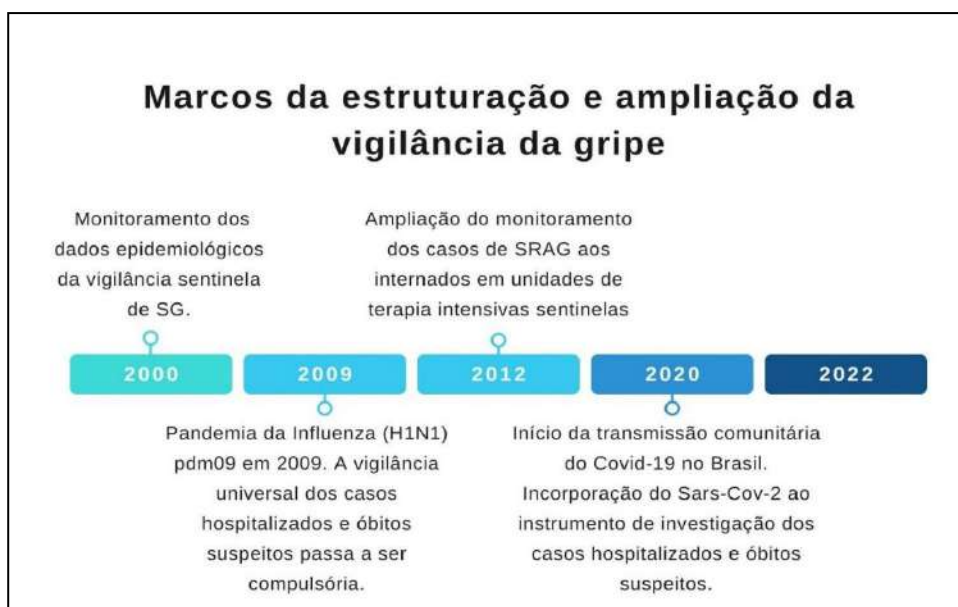 Marcos da estruturação e ampliação da
vigilância da gripe
Monitoramento dos
dados epidemiológicos
da vigilância sentinela
de SG.
Ampliação do monitoramento
dos casos de SRAG aos
internados em unidades de
terapia intensivas sentinelas
2000
2009
2012
2020
2022
Pandemia da Influenza (H1N1)
pdm09 em 2009. A vigilância
universal dos casos
hospitalizados e óbitos
suspeitos passa a ser
compulsória.
Início da transmissão comunitária
do Covid-19 no Brasil.
Incorporação do Sars-Cov-2 ao
instrumento de investigação dos
casos hospitalizados e óbitos
suspeitos.